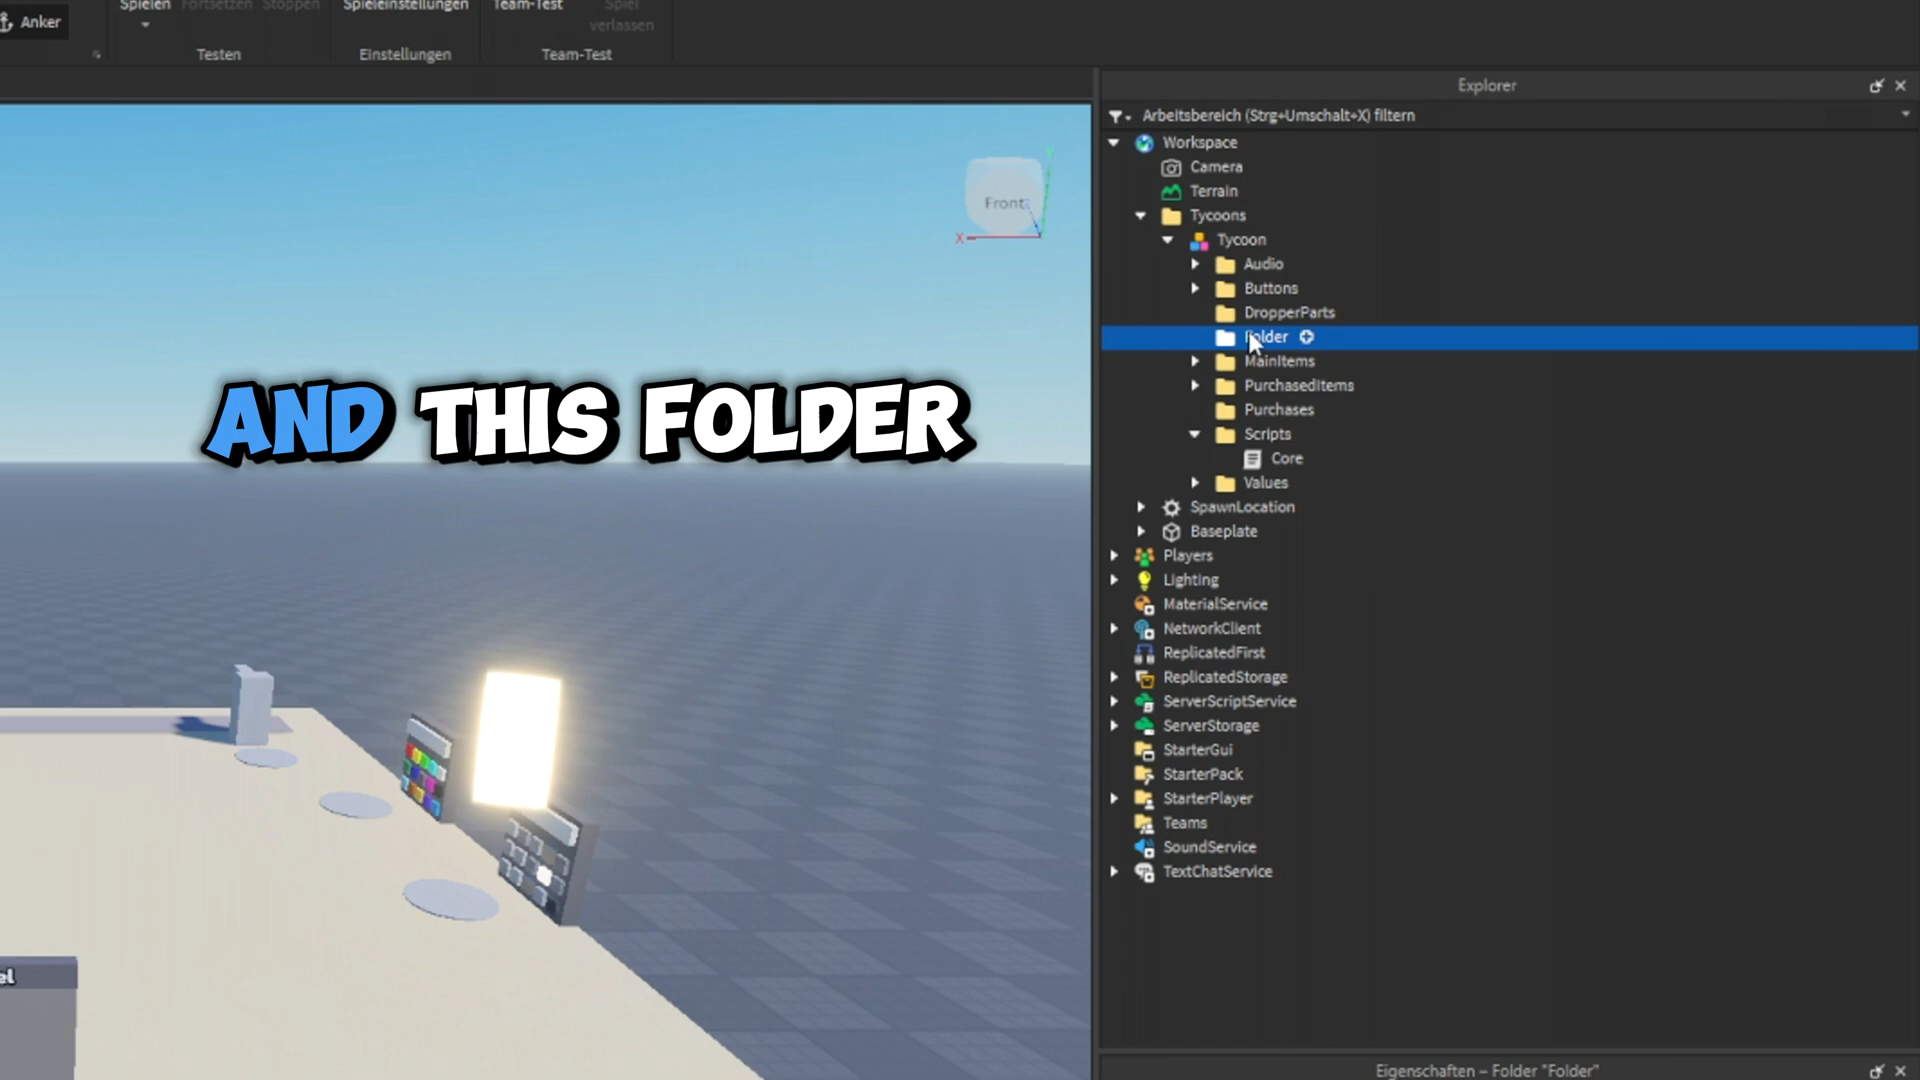 Anker
Spielen Fortsetzen Stoppen
Spieleinstellungen
Team-Test
Spiel
verlassen
Testen
Einstellungen
Team-Test
Explorer
Arbeitsbereich (Strg+Umschalt+X) filtern
Workspace
Camera
Terrain
Tycoons
Tycoon
Audio
Buttons
DropperParts
Folder
MainItems
PurchasedItems
Purchases
Scripts
Core
Values
SpawnLocation
Baseplate
Players
Lighting
MaterialService
NetworkClient
ReplicatedFirst
ReplicatedStorage
ServerScriptService
ServerStorage
StarterGui
StarterPack
StarterPlayer
Teams
SoundService
TextChatService
Front
X
Y
AND THIS FOLDER
el
Eigenschaften – Folder "Folder"